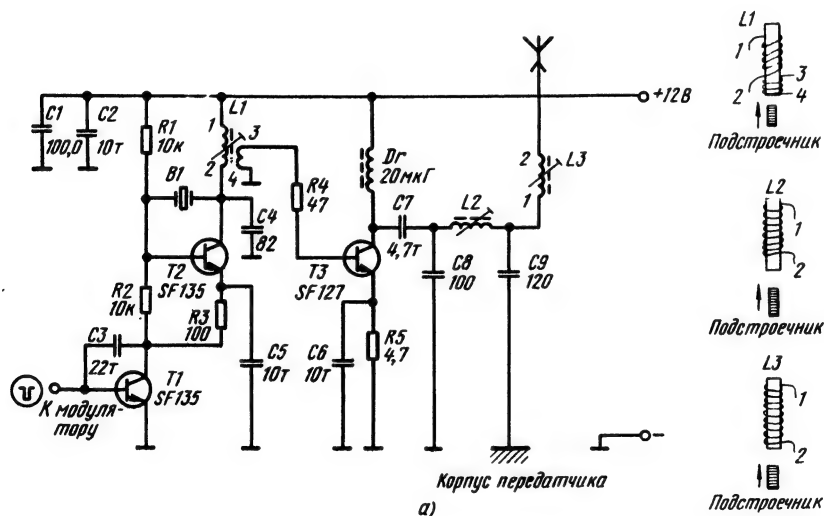 L1
1
2
3
4
Подстроечник
L2
1
2
Подстроечник
L3
1
2
Подстроечник
+12В
C1
100,0
C2
10т
R1
10к
B1
L1
1
2
3
4
C4
82
R4
47
Dr
20мкГ
C7
4,7т
L2
2
1
L3
T2
SF135
T3
SF127
C8
100
C9
120
R2
10к
R3
100
C3
22т
T1
SF135
C5
10т
C6
10т
R5
4,7
К модуля-
тору
–
Корпус передатчика
а)